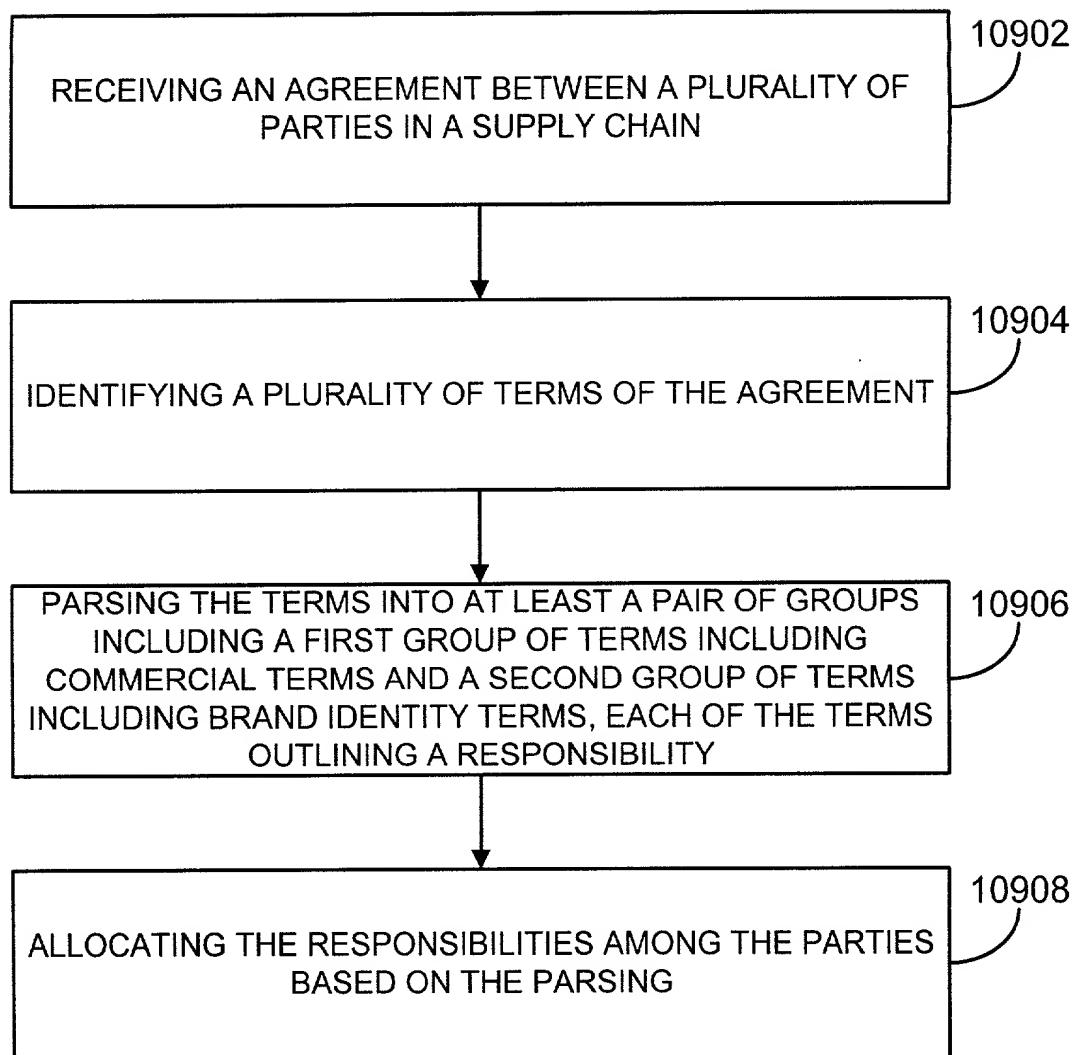 10902
RECEIVING AN AGREEMENT BETWEEN A PLURALITY OF
PARTIES IN A SUPPLY CHAIN
10904
IDENTIFYING A PLURALITY OF TERMS OF THE AGREEMENT
10906
PARSING THE TERMS INTO AT LEAST A PAIR OF GROUPS
INCLUDING A FIRST GROUP OF TERMS INCLUDING
COMMERCIAL TERMS AND A SECOND GROUP OF TERMS
INCLUDING BRAND IDENTITY TERMS, EACH OF THE TERMS
OUTLINING A RESPONSIBILITY
10908
ALLOCATING THE RESPONSIBILITIES AMONG THE PARTIES
BASED ON THE PARSING